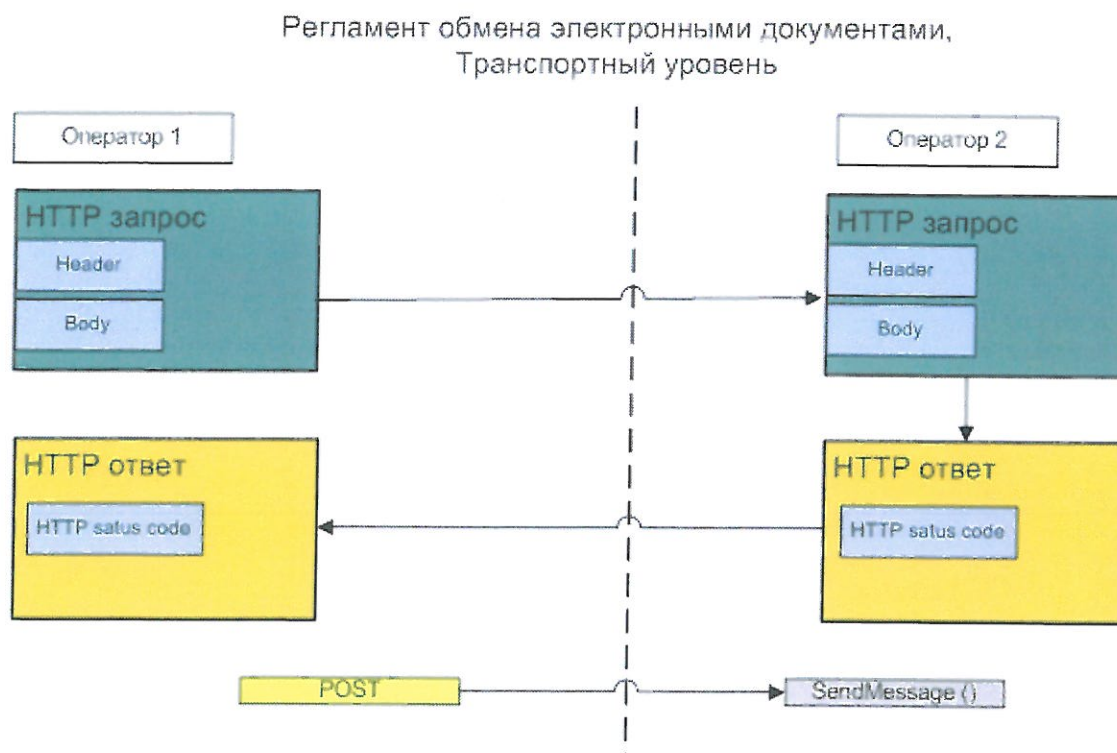 Регламент обмена электронными документами,
Транспортный уровень
Оператор 1
Оператор 2
HTTP запрос
Header
Body
HTTP запрос
Header
Body
HTTP ответ
HTTP satus code
HTTP ответ
HTTP satus code
POST
SendMessage ()